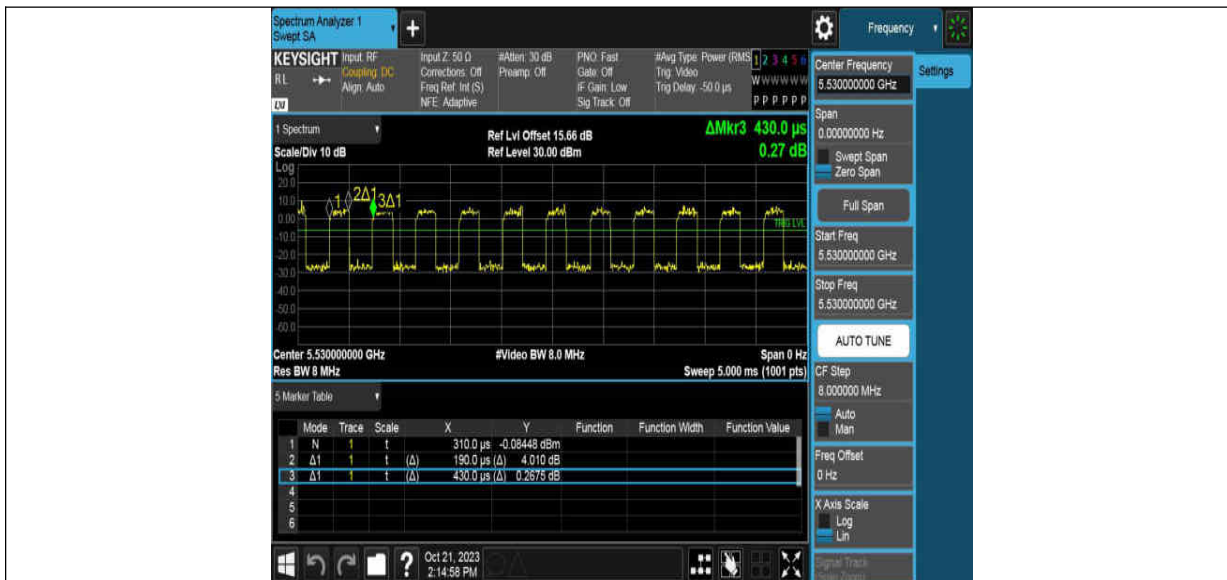 Spectrum Analyzer 1
Swept SA
+
Frequency
KEYSIGHT
RL
LXI
Input: RF
Coupling: DC
Align: Auto
Input Z: 50 Ω
Corrections: Off
Freq Ref: Int (S)
NFE: Adaptive
#Atten: 30 dB
Preamp: Off
PNO: Fast
Gate: Off
IF Gain: Low
Sig Track: Off
#Avg Type: Power (RMS
Trig: Video
Trig Delay: -50.0 µs
1 2 3 4 5 6
W W W W W W
P P P P P P
1 Spectrum
Scale/Div 10 dB
Ref Lvl Offset 15.66 dB
Ref Level 30.00 dBm
ΔMkr3 430.0 µs
0.27 dB
Log
20.0
10.0
0.00
-10.0
-20.0
-30.0
-40.0
-50.0
-60.0
1
2Δ1
3Δ1
TRIG LVL
Center 5.530000000 GHz
#Video BW 8.0 MHz
Span 0 Hz
Res BW 8 MHz
Sweep 5.000 ms (1001 pts)
5 Marker Table
Mode Trace Scale X Y Function Function Width Function Value
1 N 1 t 310.0 µs -0.08448 dBm
2 Δ1 1 t (Δ) 190.0 µs (Δ) 4.010 dB
3 Δ1 1 t (Δ) 430.0 µs (Δ) 0.2675 dB
4
5
6
?
Oct 21, 2023
2:14:58 PM
Center Frequency
5.530000000 GHz
Settings
Span
0.00000000 Hz
Swept Span
Zero Span
Full Span
Start Freq
5.530000000 GHz
Stop Freq
5.530000000 GHz
AUTO TUNE
CF Step
8.000000 MHz
Auto
Man
Freq Offset
0 Hz
X Axis Scale
Log
Lin
Signal Track